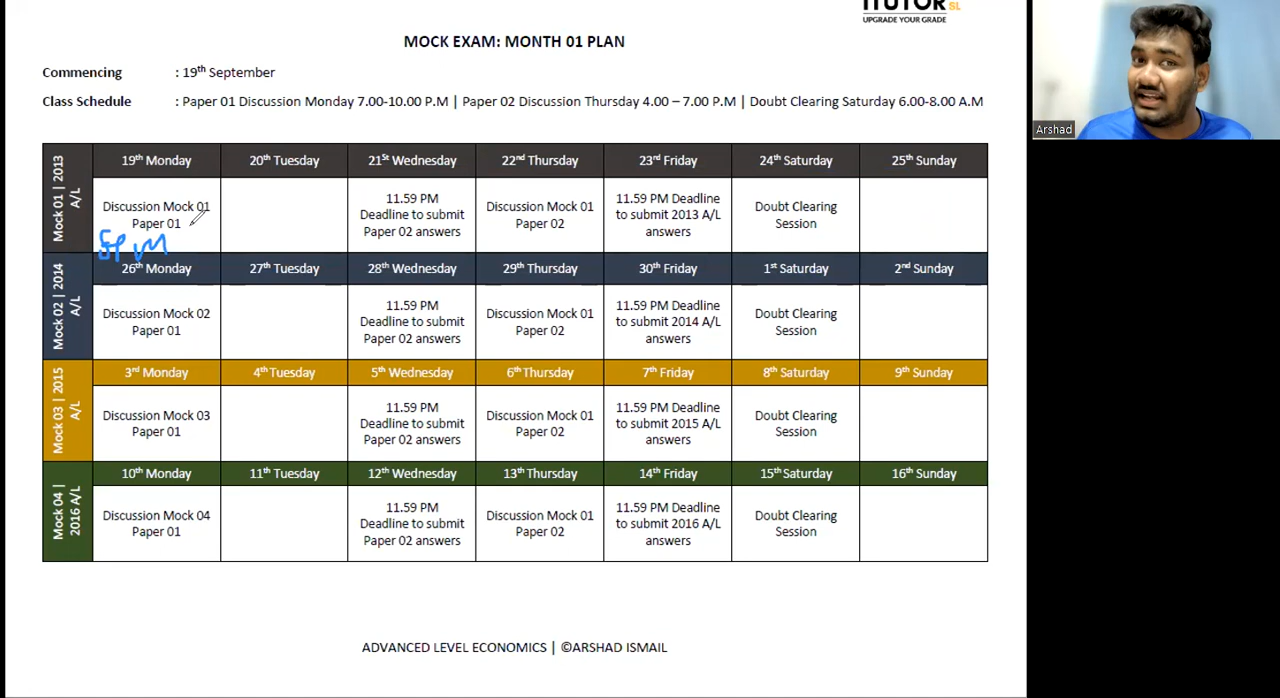 ITUTOR SL
UPGRADE YOUR GRADE
MOCK EXAM: MONTH 01 PLAN
Commencing : 19th September
Class Schedule : Paper 01 Discussion Monday 7.00-10.00 P.M | Paper 02 Discussion Thursday 4.00 – 7.00 P.M | Doubt Clearing Saturday 6.00-8.00 A.M
Arshad
Mock 01 | 2013
A/L
19th Monday
20th Tuesday
21St Wednesday
22nd Thursday
23rd Friday
24th Saturday
25th Sunday
Discussion Mock 01
Paper 01
11.59 PM
Deadline to submit
Paper 02 answers
Discussion Mock 01
Paper 02
11.59 PM Deadline
to submit 2013 A/L
answers
Doubt Clearing
Session
Mock 02 | 2014
A/L
26th Monday
27th Tuesday
28th Wednesday
29th Thursday
30th Friday
1st Saturday
2nd Sunday
Discussion Mock 02
Paper 01
11.59 PM
Deadline to submit
Paper 02 answers
Discussion Mock 01
Paper 02
11.59 PM Deadline
to submit 2014 A/L
answers
Doubt Clearing
Session
Mock 03 | 2015
A/L
3rd Monday
4th Tuesday
5th Wednesday
6th Thursday
7th Friday
8th Saturday
9th Sunday
Discussion Mock 03
Paper 01
11.59 PM
Deadline to submit
Paper 02 answers
Discussion Mock 01
Paper 02
11.59 PM Deadline
to submit 2015 A/L
answers
Doubt Clearing
Session
Mock 04 |
2016 A/L
10th Monday
11th Tuesday
12th Wednesday
13th Thursday
14th Friday
15th Saturday
16th Sunday
Discussion Mock 04
Paper 01
11.59 PM
Deadline to submit
Paper 02 answers
Discussion Mock 01
Paper 02
11.59 PM Deadline
to submit 2016 A/L
answers
Doubt Clearing
Session
ADVANCED LEVEL ECONOMICS | ©ARSHAD ISMAIL